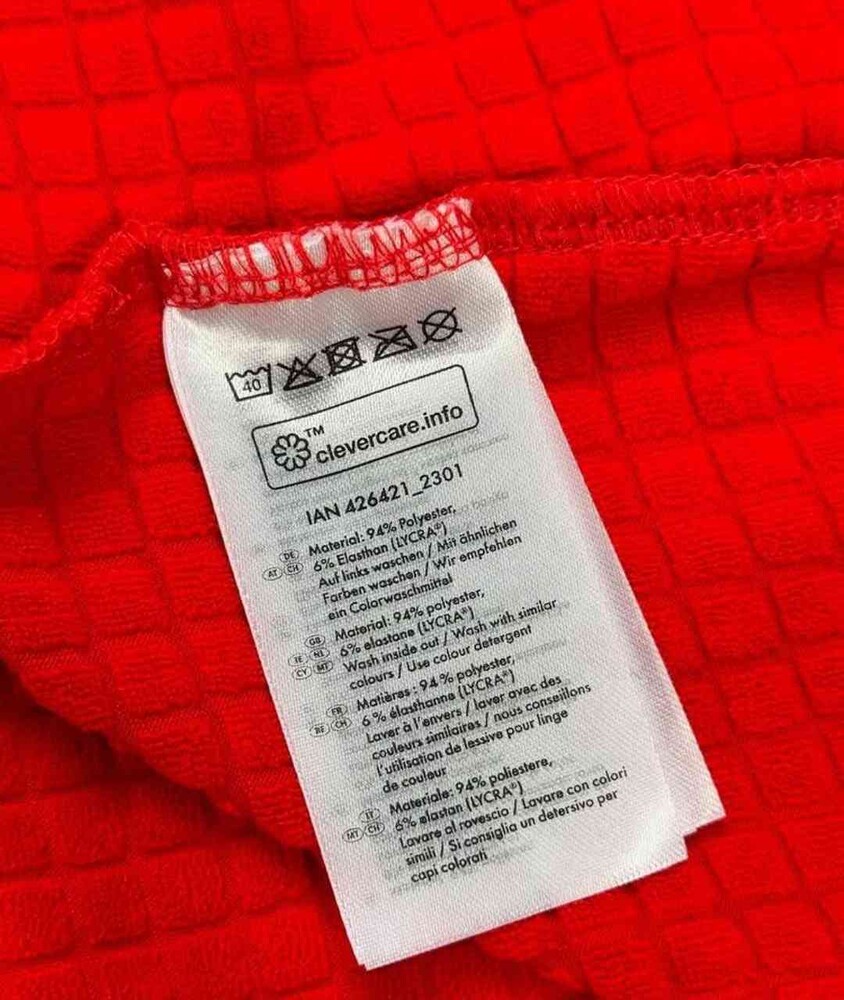 40
TM
clevercare.info
IAN 426421_2301
DE Material: 94% Polyester,
AT CH 6% Elasthan (LYCRA®)
Auf links waschen / Mit ähnlichen
Farben waschen / Wir empfehlen
ein Colorwaschmittel
GB Material: 94% polyester,
IE NI 6% elastane (LYCRA®)
CY MT Wash inside out / Wash with similar
colours / Use colour detergent
FR Matières : 94 % polyester,
BE CH 6 % élasthanne (LYCRA®)
Laver à l'envers / laver avec des
couleurs similaires / nous conseillons
l'utilisation de lessive pour linge
de couleur
IT Materiale: 94% poliestere,
MT CH 6% elastan (LYCRA®)
Lavare al rovescio / Lavare con colori
simili / Si consiglia un detersivo per
capi colorati